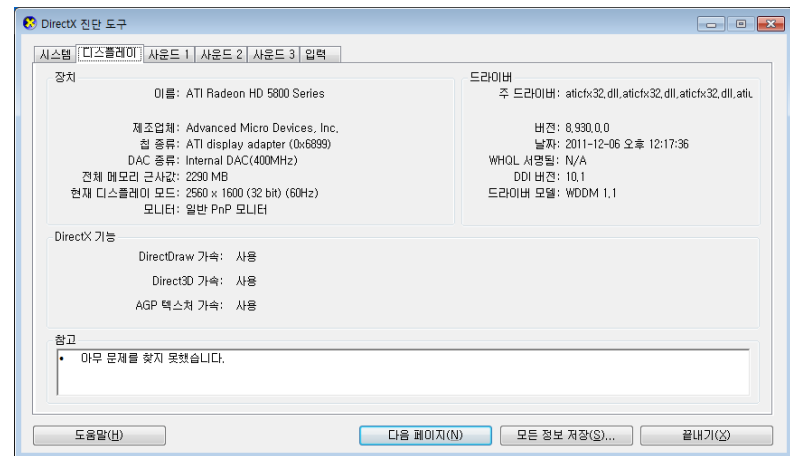 DirectX 진단 도구
시스템 디스플레이 사운드 1 사운드 2 사운드 3 입력
장치
이름: ATI Radeon HD 5800 Series
제조업체: Advanced Micro Devices, Inc.
칩 종류: ATI display adapter (0x6899)
DAC 종류: Internal DAC(400MHz)
전체 메모리 근사값: 2290 MB
현재 디스플레이 모드: 2560 x 1600 (32 bit) (60Hz)
모니터: 일반 PnP 모니터
드라이버
주 드라이버: aticfx32.dll,aticfx32.dll,aticfx32.dll,atiu
버전: 8.930.0.0
날짜: 2011-12-06 오후 12:17:36
WHQL 서명됨: N/A
DDI 버전: 10.1
드라이버 모델: WDDM 1.1
DirectX 기능
DirectDraw 가속: 사용
Direct3D 가속: 사용
AGP 텍스처 가속: 사용
참고
• 아무 문제를 찾지 못했습니다.
도움말(H) 다음 페이지(N) 모든 정보 저장(S)... 끝내기(X)